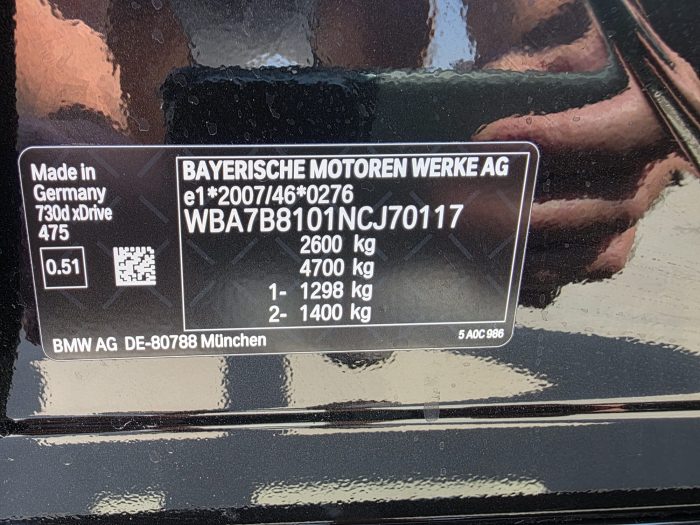 Made in
Germany
730d xDrive
475
0.51
BMW AG DE-80788 München
BAYERISCHE MOTOREN WERKE AG
e1*2007/46*0276
WBA7B8101NCJ70117
2600 kg
4700 kg
1- 1298 kg
2- 1400 kg
5 A0C 986